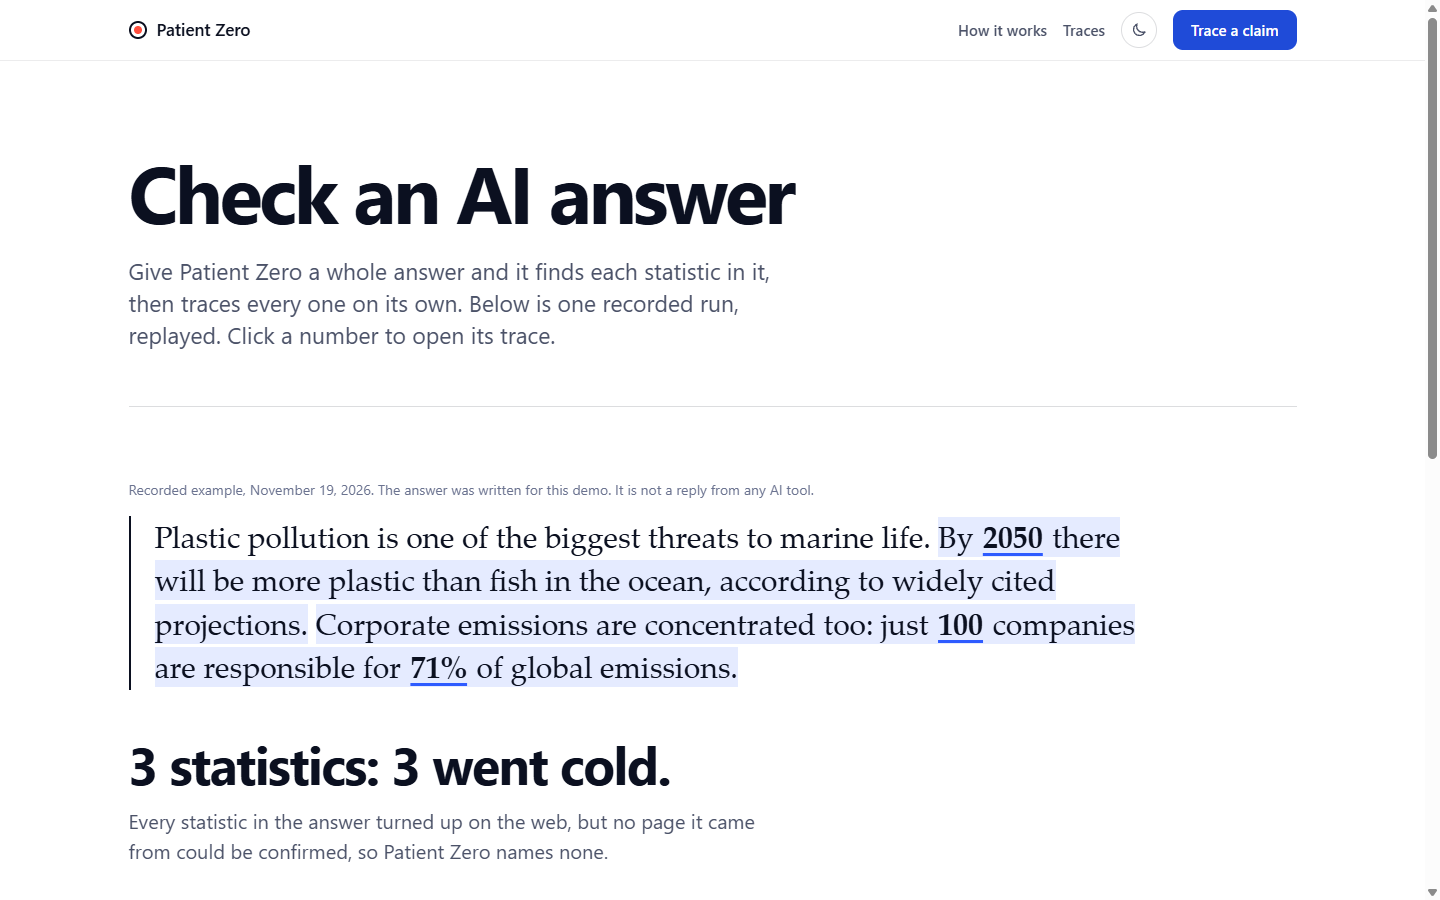 Patient Zero
How it works
Traces
Trace a claim
Check an AI answer
Give Patient Zero a whole answer and it finds each statistic in it,
then traces every one on its own. Below is one recorded run,
replayed. Click a number to open its trace.
Recorded example, November 19, 2026. The answer was written for this demo. It is not a reply from any AI tool.
Plastic pollution is one of the biggest threats to marine life. By 2050 there
will be more plastic than fish in the ocean, according to widely cited
projections. Corporate emissions are concentrated too: just 100 companies
are responsible for 71% of global emissions.
3 statistics: 3 went cold.
Every statistic in the answer turned up on the web, but no page it came
from could be confirmed, so Patient Zero names none.